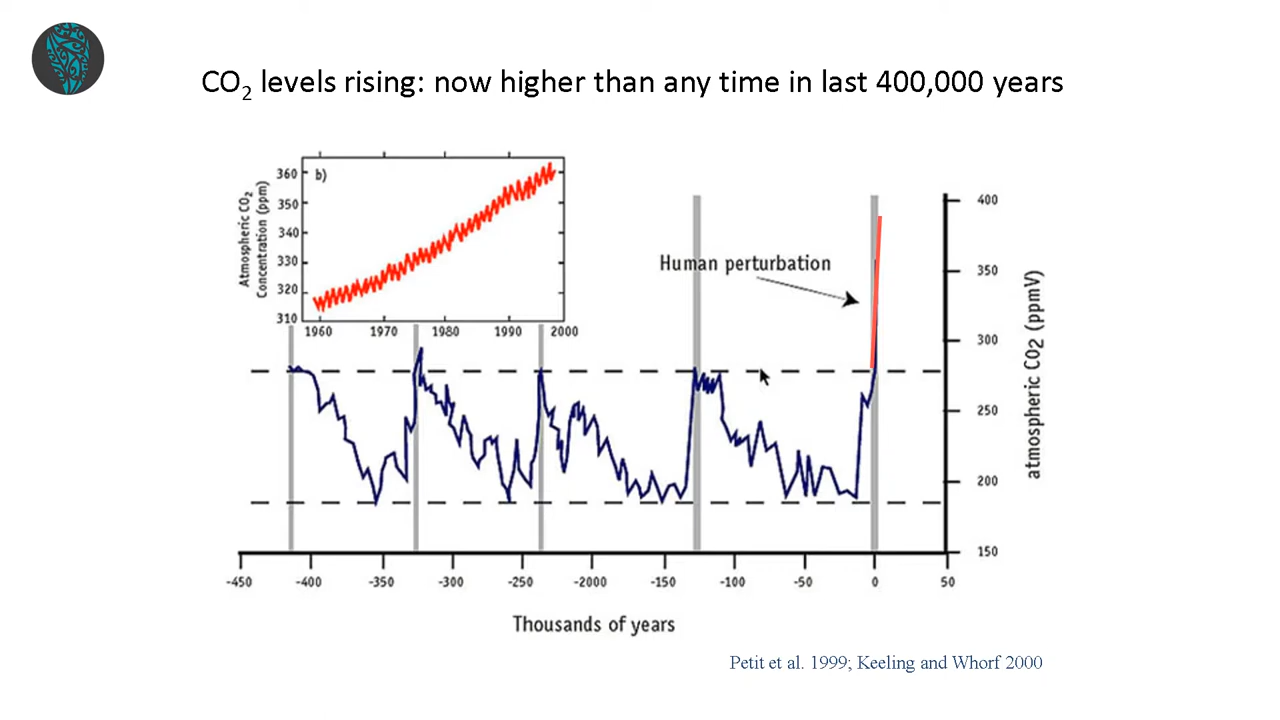 CO2 levels rising: now higher than any time in last 400,000 years
b)
Atmospheric CO2
Concentration (ppm)
360
350
340
330
320
310
1960 1970 1980 1990 2000
Human perturbation
400
350
300
250
200
150
atmospheric CO2 (ppmV)
-450 -400 -350 -300 -250 -2000 -150 -100 -50 0 50
Thousands of years
Petit et al. 1999; Keeling and Whorf 2000